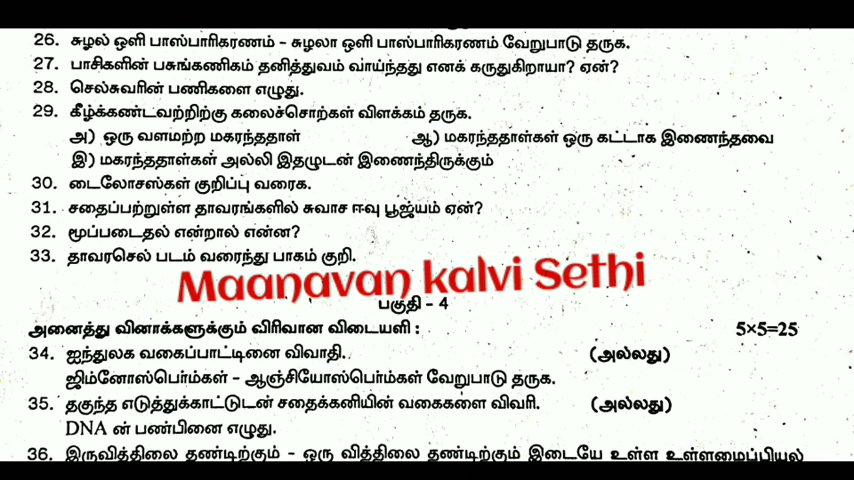 26. சுழல் ஒளி பாஸ்பாரிகரணம் – சுழலா ஒளி பாஸ்பாரிகரணம் வேறுபாடு தருக.
27. பாசிகளின் பசுங்கணிகம் தனித்துவம் வாய்ந்தது எனக் கருதுகிறாயா? ஏன்?
28. செல்சுவரின் பணிகளை எழுது.
29. கீழ்க்கண்டவற்றிற்கு கலைச்சொற்கள் விளக்கம் தருக.
அ) ஒரு வளமற்ற மகரந்ததாள் ஆ) மகரந்ததாள்கள் ஒரு கட்டாக இணைந்தவை
இ) மகரந்ததாள்கள் அல்லி இதழுடன் இணைந்திருக்கும்
30. டைலோசஸ்கள் குறிப்பு வரைக.
31. சதைப்பற்றுள்ள தாவரங்களில் சுவாச ஈவு பூஜ்யம் ஏன்?
32. மூப்படைதல் என்றால் என்ன?
33. தாவரசெல் படம் வரைந்து பாகம் குறி.
Maanavan kalvi Sethi
பகுதி – 4
அனைத்து வினாக்களுக்கும் விரிவான விடையளி : 5×5=25
34. ஐந்துலக வகைப்பாட்டினை விவாதி. (அல்லது)
ஜிம்னோஸ்பெர்ம்கள் – ஆஞ்சியோஸ்பெர்ம்கள் வேறுபாடு தருக.
35. தகுந்த எடுத்துக்காட்டுடன் சதைக்கனியின் வகைகளை விவரி. (அல்லது)
DNA ன் பண்பினை எழுது.
36. இருவித்திலை தண்டிற்கும் – ஒரு வித்திலை தண்டிற்கும் இடையே உள்ள உள்ளமைப்பியல்